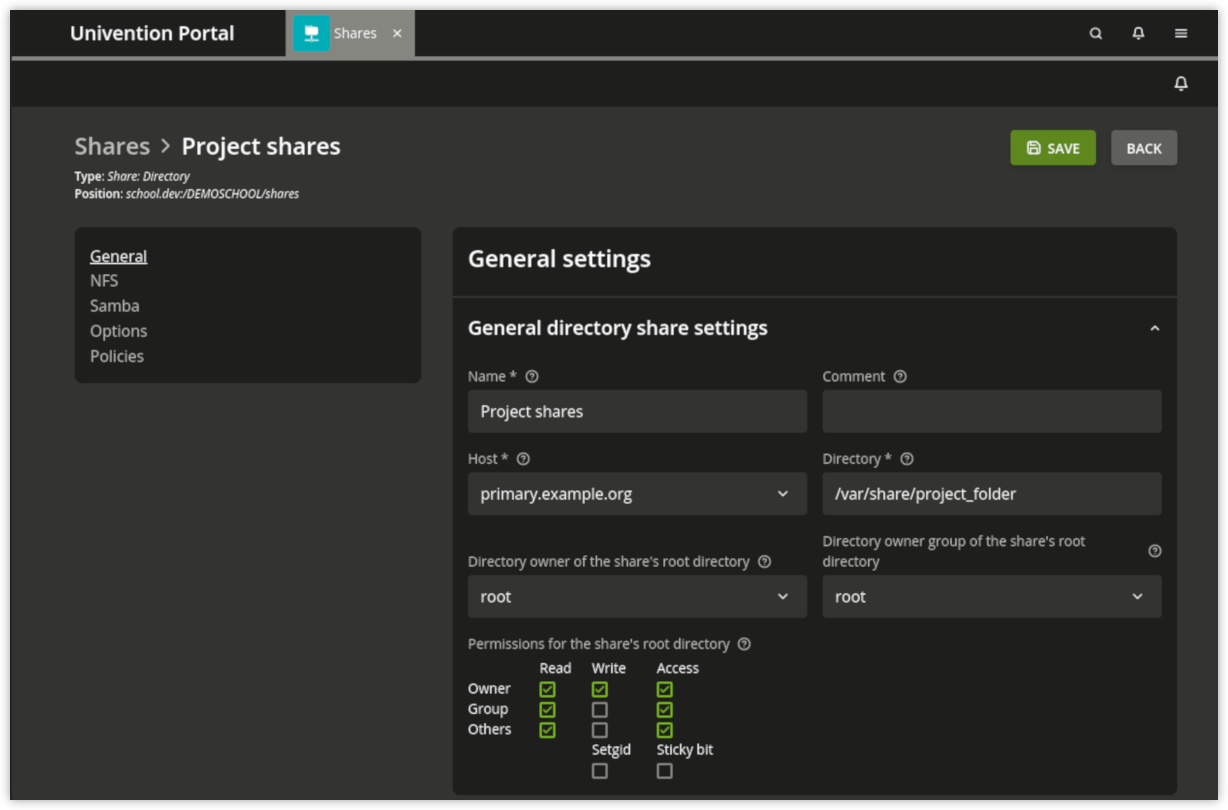 Univention Portal
Shares
Shares > Project shares
SAVE
BACK
Type: Share: Directory
Position: school.dev:/DEMOSCHOOL/shares
General
NFS
Samba
Options
Policies
General settings
General directory share settings
Name *
Comment
Project shares
Host *
Directory *
primary.example.org
/var/share/project_folder
Directory owner of the share's root directory
Directory owner group of the share's root
directory
root
root
Permissions for the share's root directory
Read Write Access
Owner
Group
Others
Setgid Sticky bit